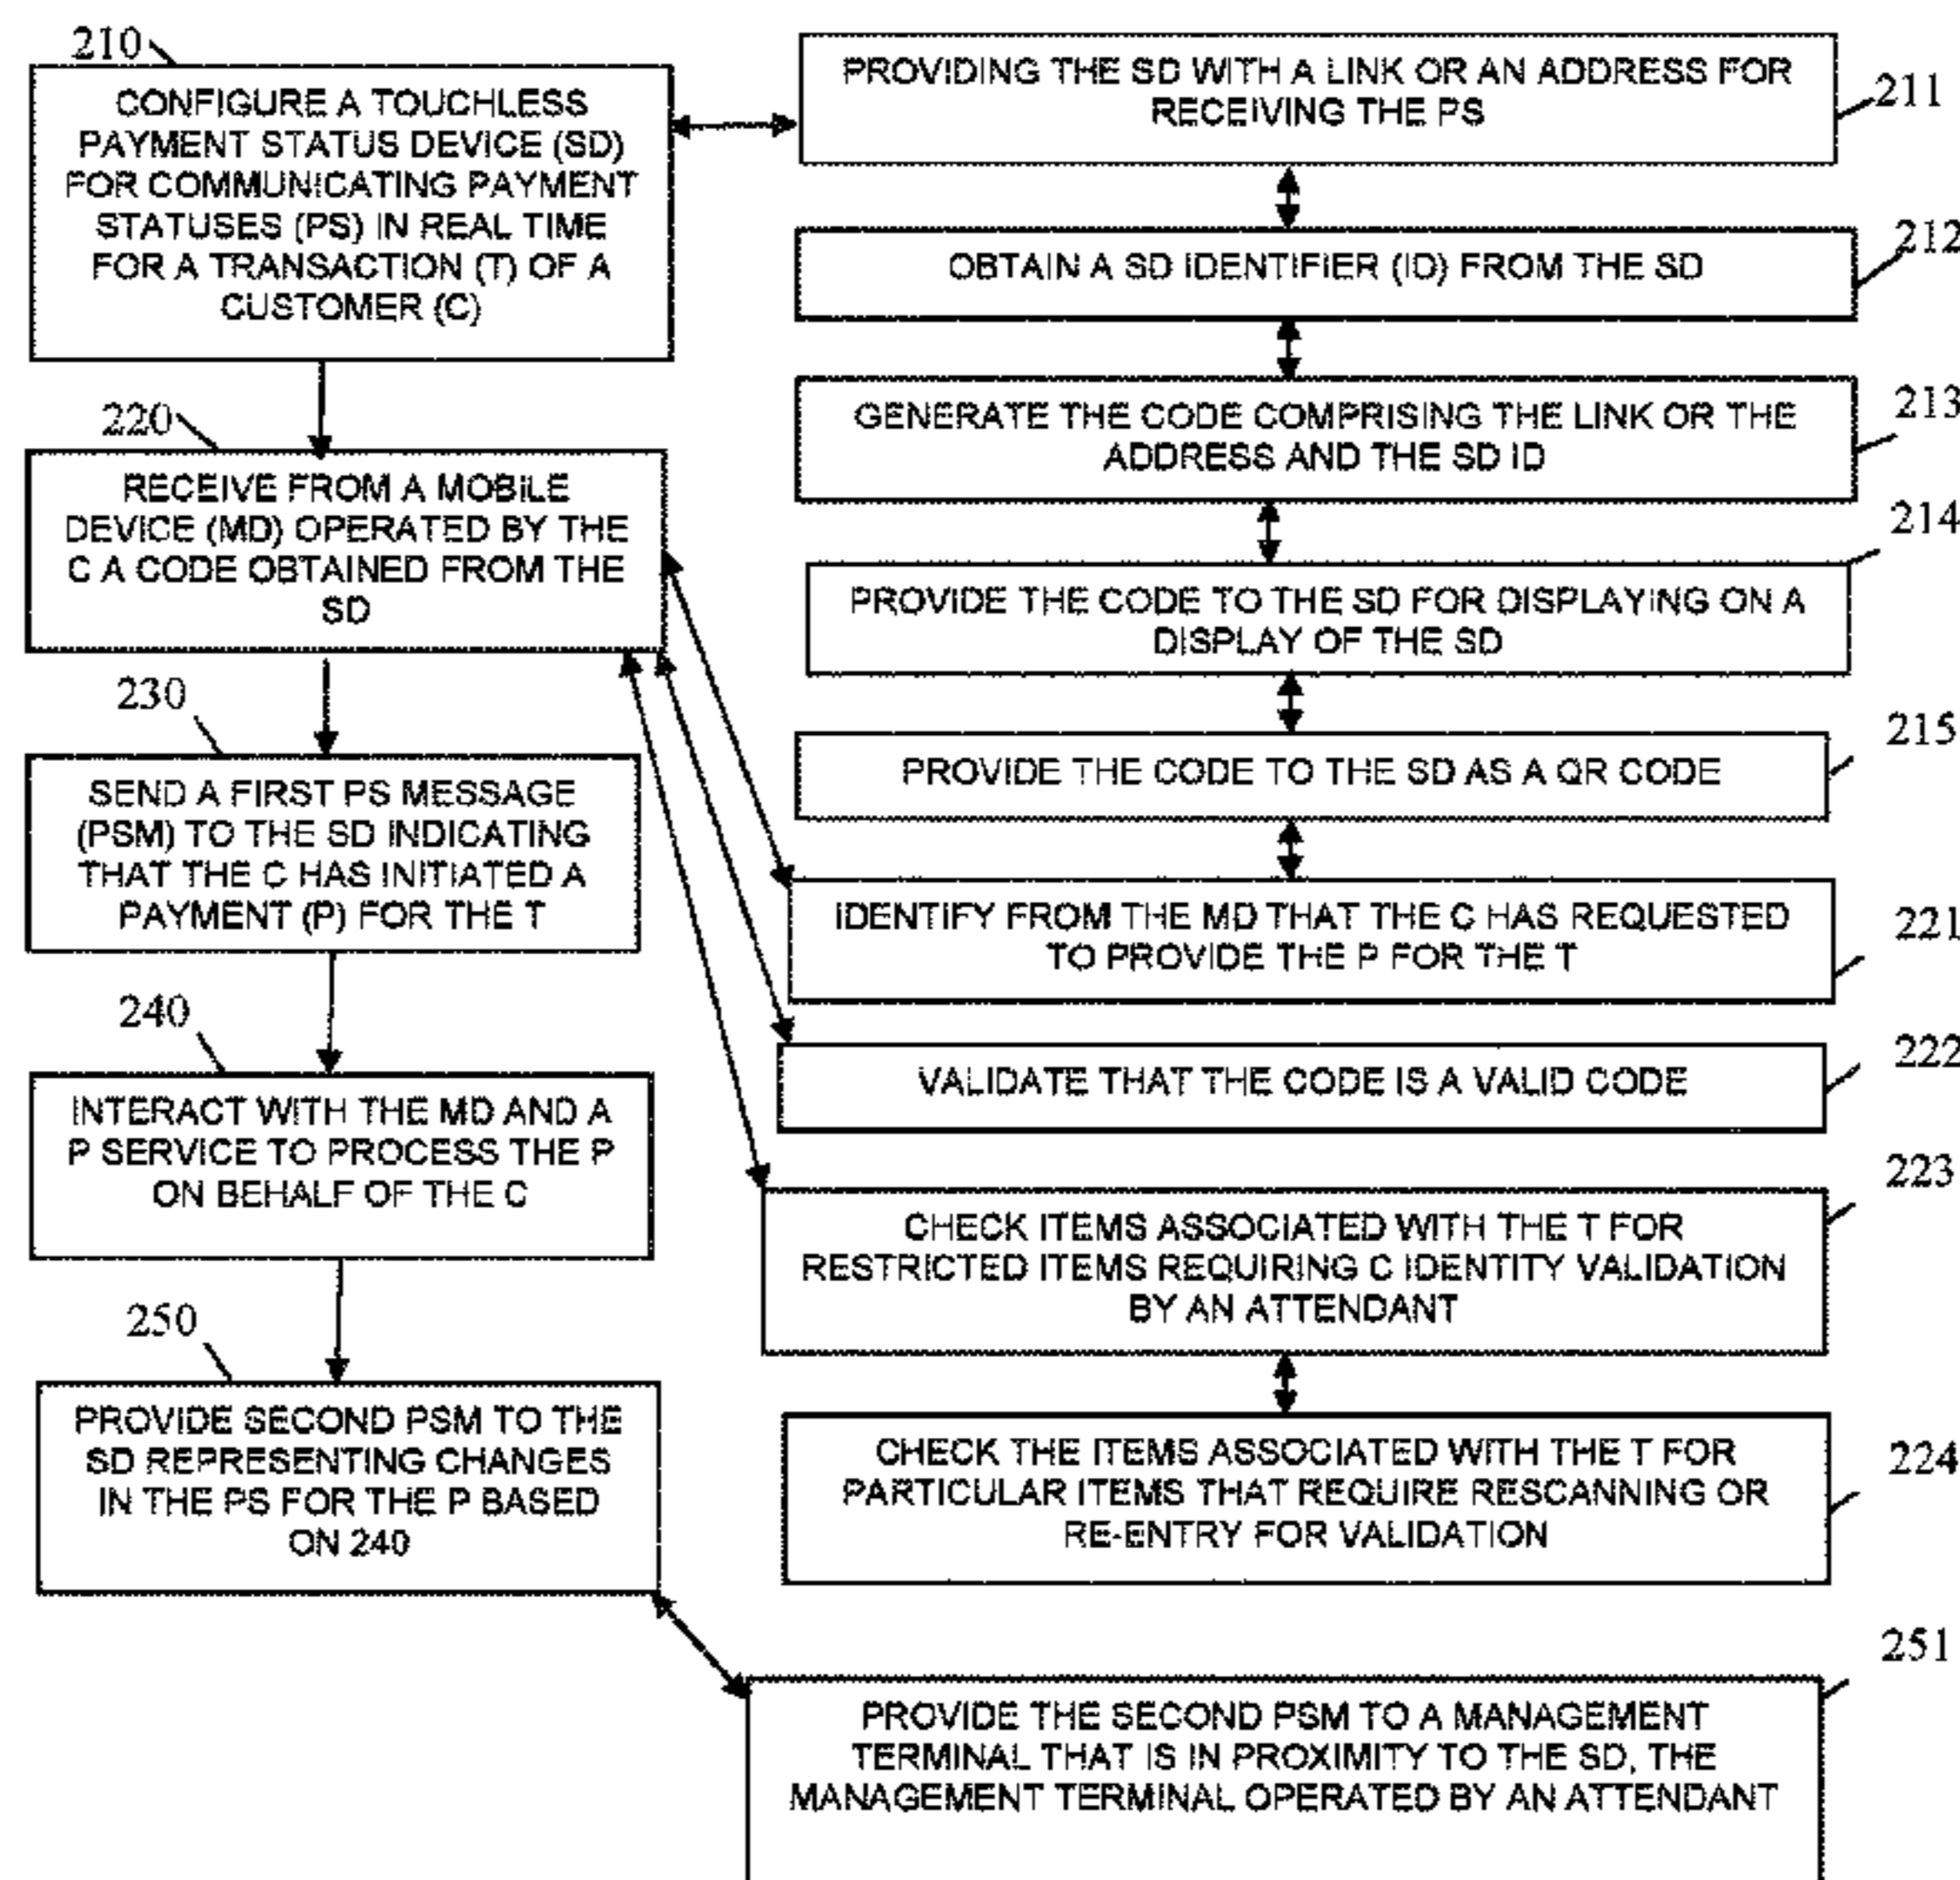 210
CONFIGURE A TOUCHLESS
PAYMENT STATUS DEVICE (SD)
FOR COMMUNICATING PAYMENT
STATUSES (PS) IN REAL TIME
FOR A TRANSACTION (T) OF A
CUSTOMER (C)
220
RECEIVE FROM A MOBILE
DEVICE (MD) OPERATED BY THE
C A CODE OBTAINED FROM THE
SD
230
SEND A FIRST PS MESSAGE
(PSM) TO THE SD INDICATING
THAT THE C HAS INITIATED A
PAYMENT (P) FOR THE T
240
INTERACT WITH THE MD AND A
P SERVICE TO PROCESS THE P
ON BEHALF OF THE C
250
PROVIDE SECOND PSM TO THE
SD REPRESENTING CHANGES
IN THE PS FOR THE P BASED
ON 240
PROVIDING THE SD WITH A LINK OR AN ADDRESS FOR
RECEIVING THE PS
211
OBTAIN A SD IDENTIFIER (ID) FROM THE SD
212
GENERATE THE CODE COMPRISING THE LINK OR THE
ADDRESS AND THE SD ID
213
PROVIDE THE CODE TO THE SD FOR DISPLAYING ON A
DISPLAY OF THE SD
214
PROVIDE THE CODE TO THE SD AS A QR CODE
215
IDENTIFY FROM THE MD THAT THE C HAS REQUESTED
TO PROVIDE THE P FOR THE T
221
VALIDATE THAT THE CODE IS A VALID CODE
222
CHECK ITEMS ASSOCIATED WITH THE T FOR
RESTRICTED ITEMS REQUIRING C IDENTITY VALIDATION
BY AN ATTENDANT
223
CHECK THE ITEMS ASSOCIATED WITH THE T FOR
PARTICULAR ITEMS THAT REQUIRE RESCANNING OR
RE-ENTRY FOR VALIDATION
224
PROVIDE THE SECOND PSM TO A MANAGEMENT
TERMINAL THAT IS IN PROXIMITY TO THE SD, THE
MANAGEMENT TERMINAL OPERATED BY AN ATTENDANT
251